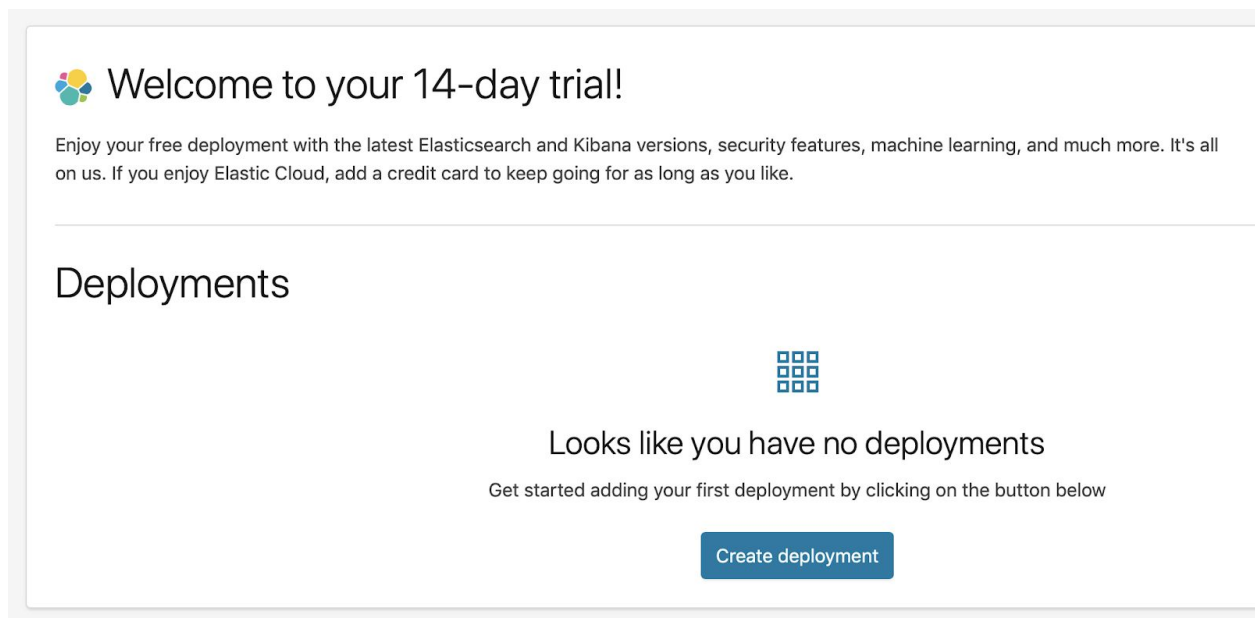 Welcome to your 14-day trial!
Enjoy your free deployment with the latest Elasticsearch and Kibana versions, security features, machine learning, and much more. It's all
on us. If you enjoy Elastic Cloud, add a credit card to keep going for as long as you like.
Deployments
Looks like you have no deployments
Get started adding your first deployment by clicking on the button below
Create deployment